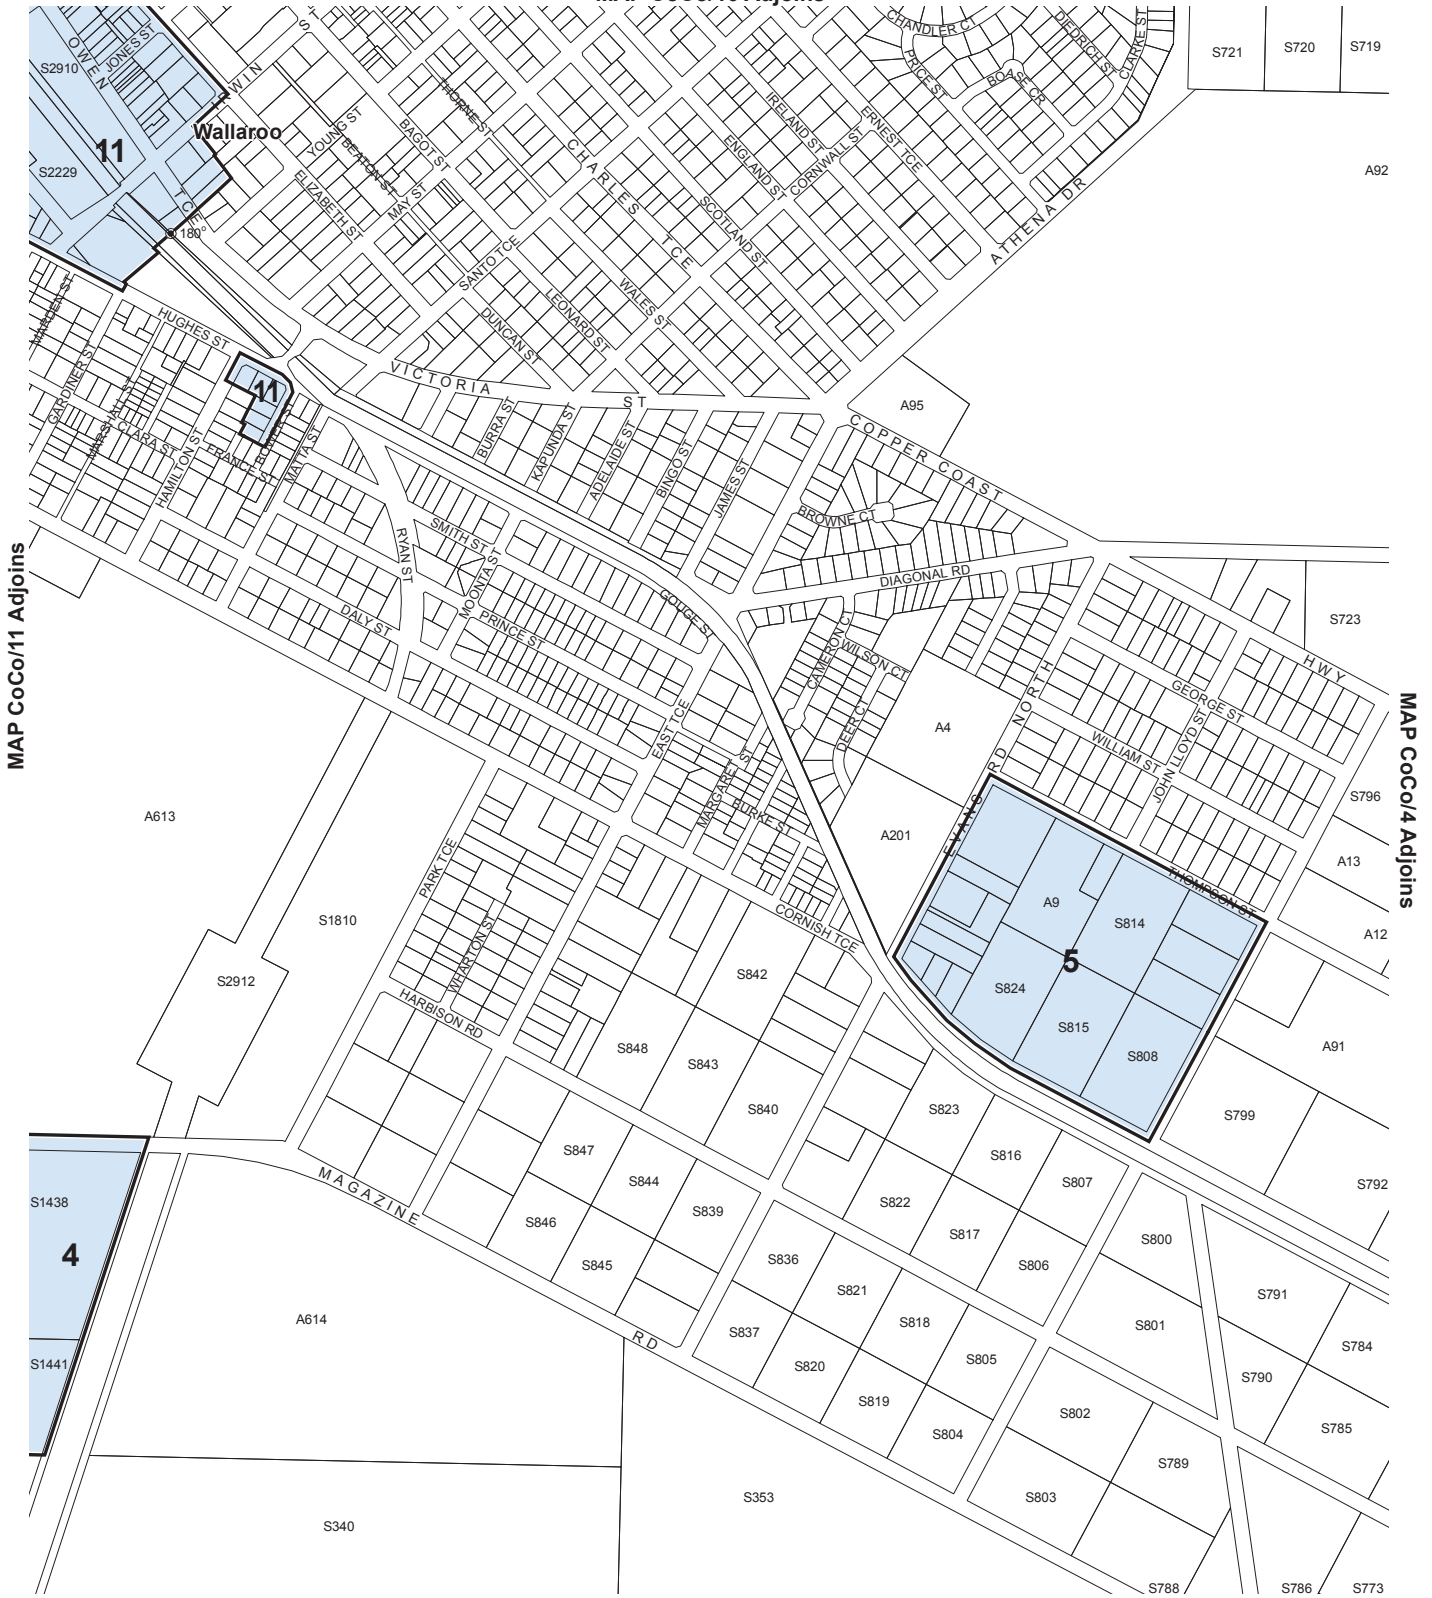 CHANDLER CT
PRICE ST
DIEDRICH ST
CLARKE ST
BOASE CR
S721
S720
S719
JONES ST
OWEN
S2910
IRWIN
ST
11
Wallaroo
THORNE ST
YOUNG ST
BEATON ST
BAGOT ST
IRELAND ST
ERNEST TCE
CORNWALL ST
ENGLAND ST
CHARLES TCE
S2229
TCE
180°
ELIZABETH ST
MAY ST
SCOTLAND ST
A92
ATHENA DR
SANTO TCE
MARDEN ST
HUGHES ST
DUNCAN ST
LEONARD ST
WALES ST
GARDINER ST
11
VICTORIA ST
A95
MARSHALL ST
CLARA ST
HAMILTON ST
FRANCE ST
BOWER ST
MATTA ST
BURRA ST
KAPUNDA ST
ADELAIDE ST
BINGO ST
JAMES ST
COPPER COAST
BROWNE CT
DIAGONAL RD
MAP CoCo/11 Adjoins
RYAN ST
SMITH ST
MOONTA ST
GOUGE ST
DALY ST
PRINCE ST
CAMERON CT
WILSON CT
DEER CT
S723
HWY
NORTH
GEORGE ST
WILLIAM ST
JOHN LLOYD ST
EAST TCE
MARGARET ST
BURKE ST
A4
A201
EVANS RD
A613
S796
A13
A12
MAP CoCo/4 Adjoins
PARK TCE
S1810
WHARTON ST
CORNISH TCE
THOMPSON ST
A9
S814
5
S824
S815
S808
S2912
HARBISON RD
S842
S848
S843
S840
A91
S799
S823
S847
S844
S839
S816
S807
S792
S1438
4
MAGAZINE
S846
S845
S822
S817
S806
S800
S836
S821
S818
S801
S791
S784
A614
RD
S837
S820
S805
S790
S1441
S819
S804
S802
S785
S789
S803
S353
S340
S788
S786
S773